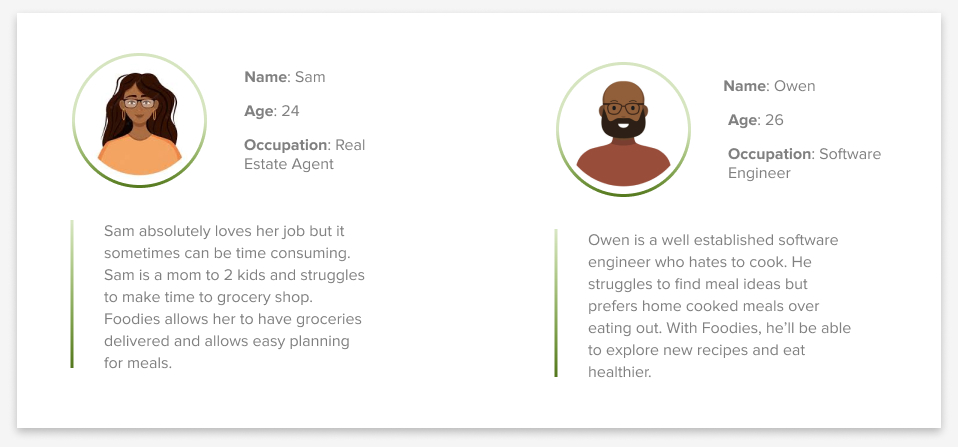 Name: Sam
Age: 24
Occupation: Real
Estate Agent
Sam absolutely loves her job but it
sometimes can be time consuming.
Sam is a mom to 2 kids and struggles
to make time to grocery shop.
Foodies allows her to have groceries
delivered and allows easy planning
for meals.
Name: Owen
Age: 26
Occupation: Software
Engineer
Owen is a well established software
engineer who hates to cook. He
struggles to find meal ideas but
prefers home cooked meals over
eating out. With Foodies, he’ll be able
to explore new recipes and eat
healthier.